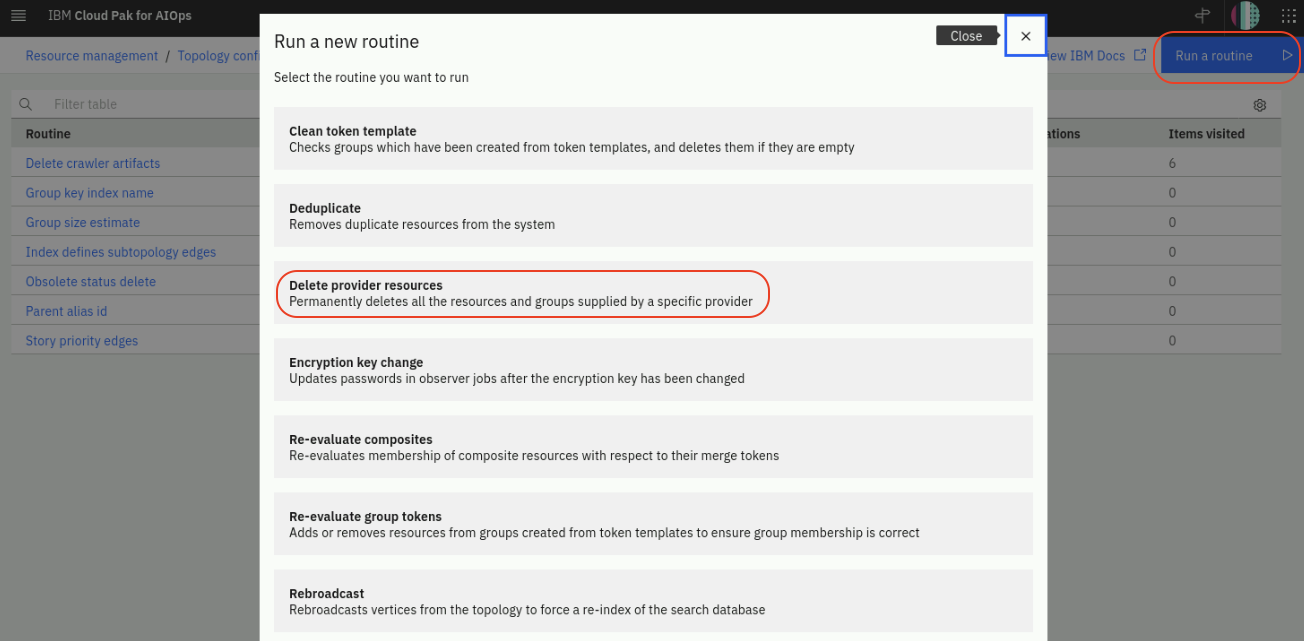 IBM Cloud Pak for AIOps
Run a new routine
Close
Resource management / Topology conf
View IBM Docs
Run a routine
Select the routine you want to run
Filter table
Routine
Items visited
Clean token template
Checks groups which have been created from token templates, and deletes them if they are empty
Delete crawler artifacts
6
Group key index name
0
Deduplicate
Removes duplicate resources from the system
Group size estimate
0
Index defines subtopology edges
0
Delete provider resources
Permanently deletes all the resources and groups supplied by a specific provider
Obsolete status delete
0
Parent alias id
0
Story priority edges
0
Encryption key change
Updates passwords in observer jobs after the encryption key has been changed
Re-evaluate composites
Re-evaluates membership of composite resources with respect to their merge tokens
Re-evaluate group tokens
Adds or removes resources from groups created from token templates to ensure group membership is correct
Rebroadcast
Rebroadcasts vertices from the topology to force a re-index of the search database